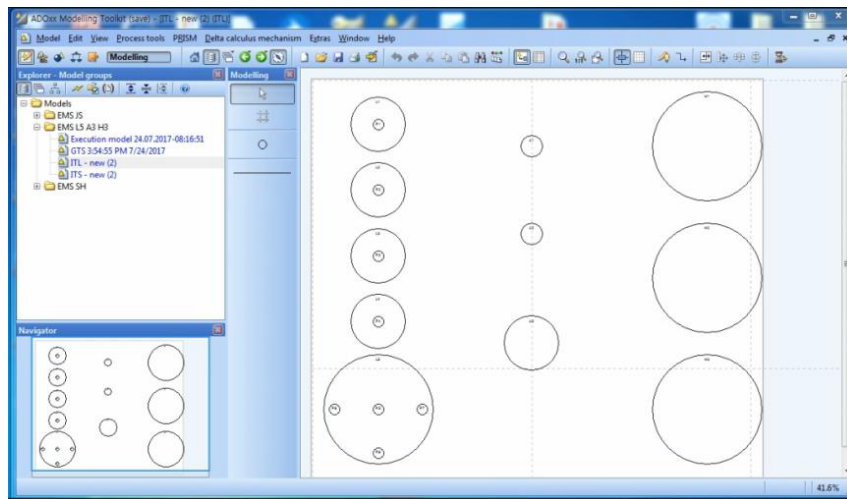 ADOxx Modelling Toolkit (save) - [ITL - new (2) (ITL)]
Model Edit View Process tools PRISM Delta calculus mechanism Extras Window Help
Modelling
Explorer - Model groups
Modelling
Models
EMS JS
EMS L5 A3 H3
Execution model 24.07.2017-08:16:51
GTS 3:54:55 PM 7/24/2017
ITL - new (2)
ITS - new (2)
EMS SH
Navigator
41.6%